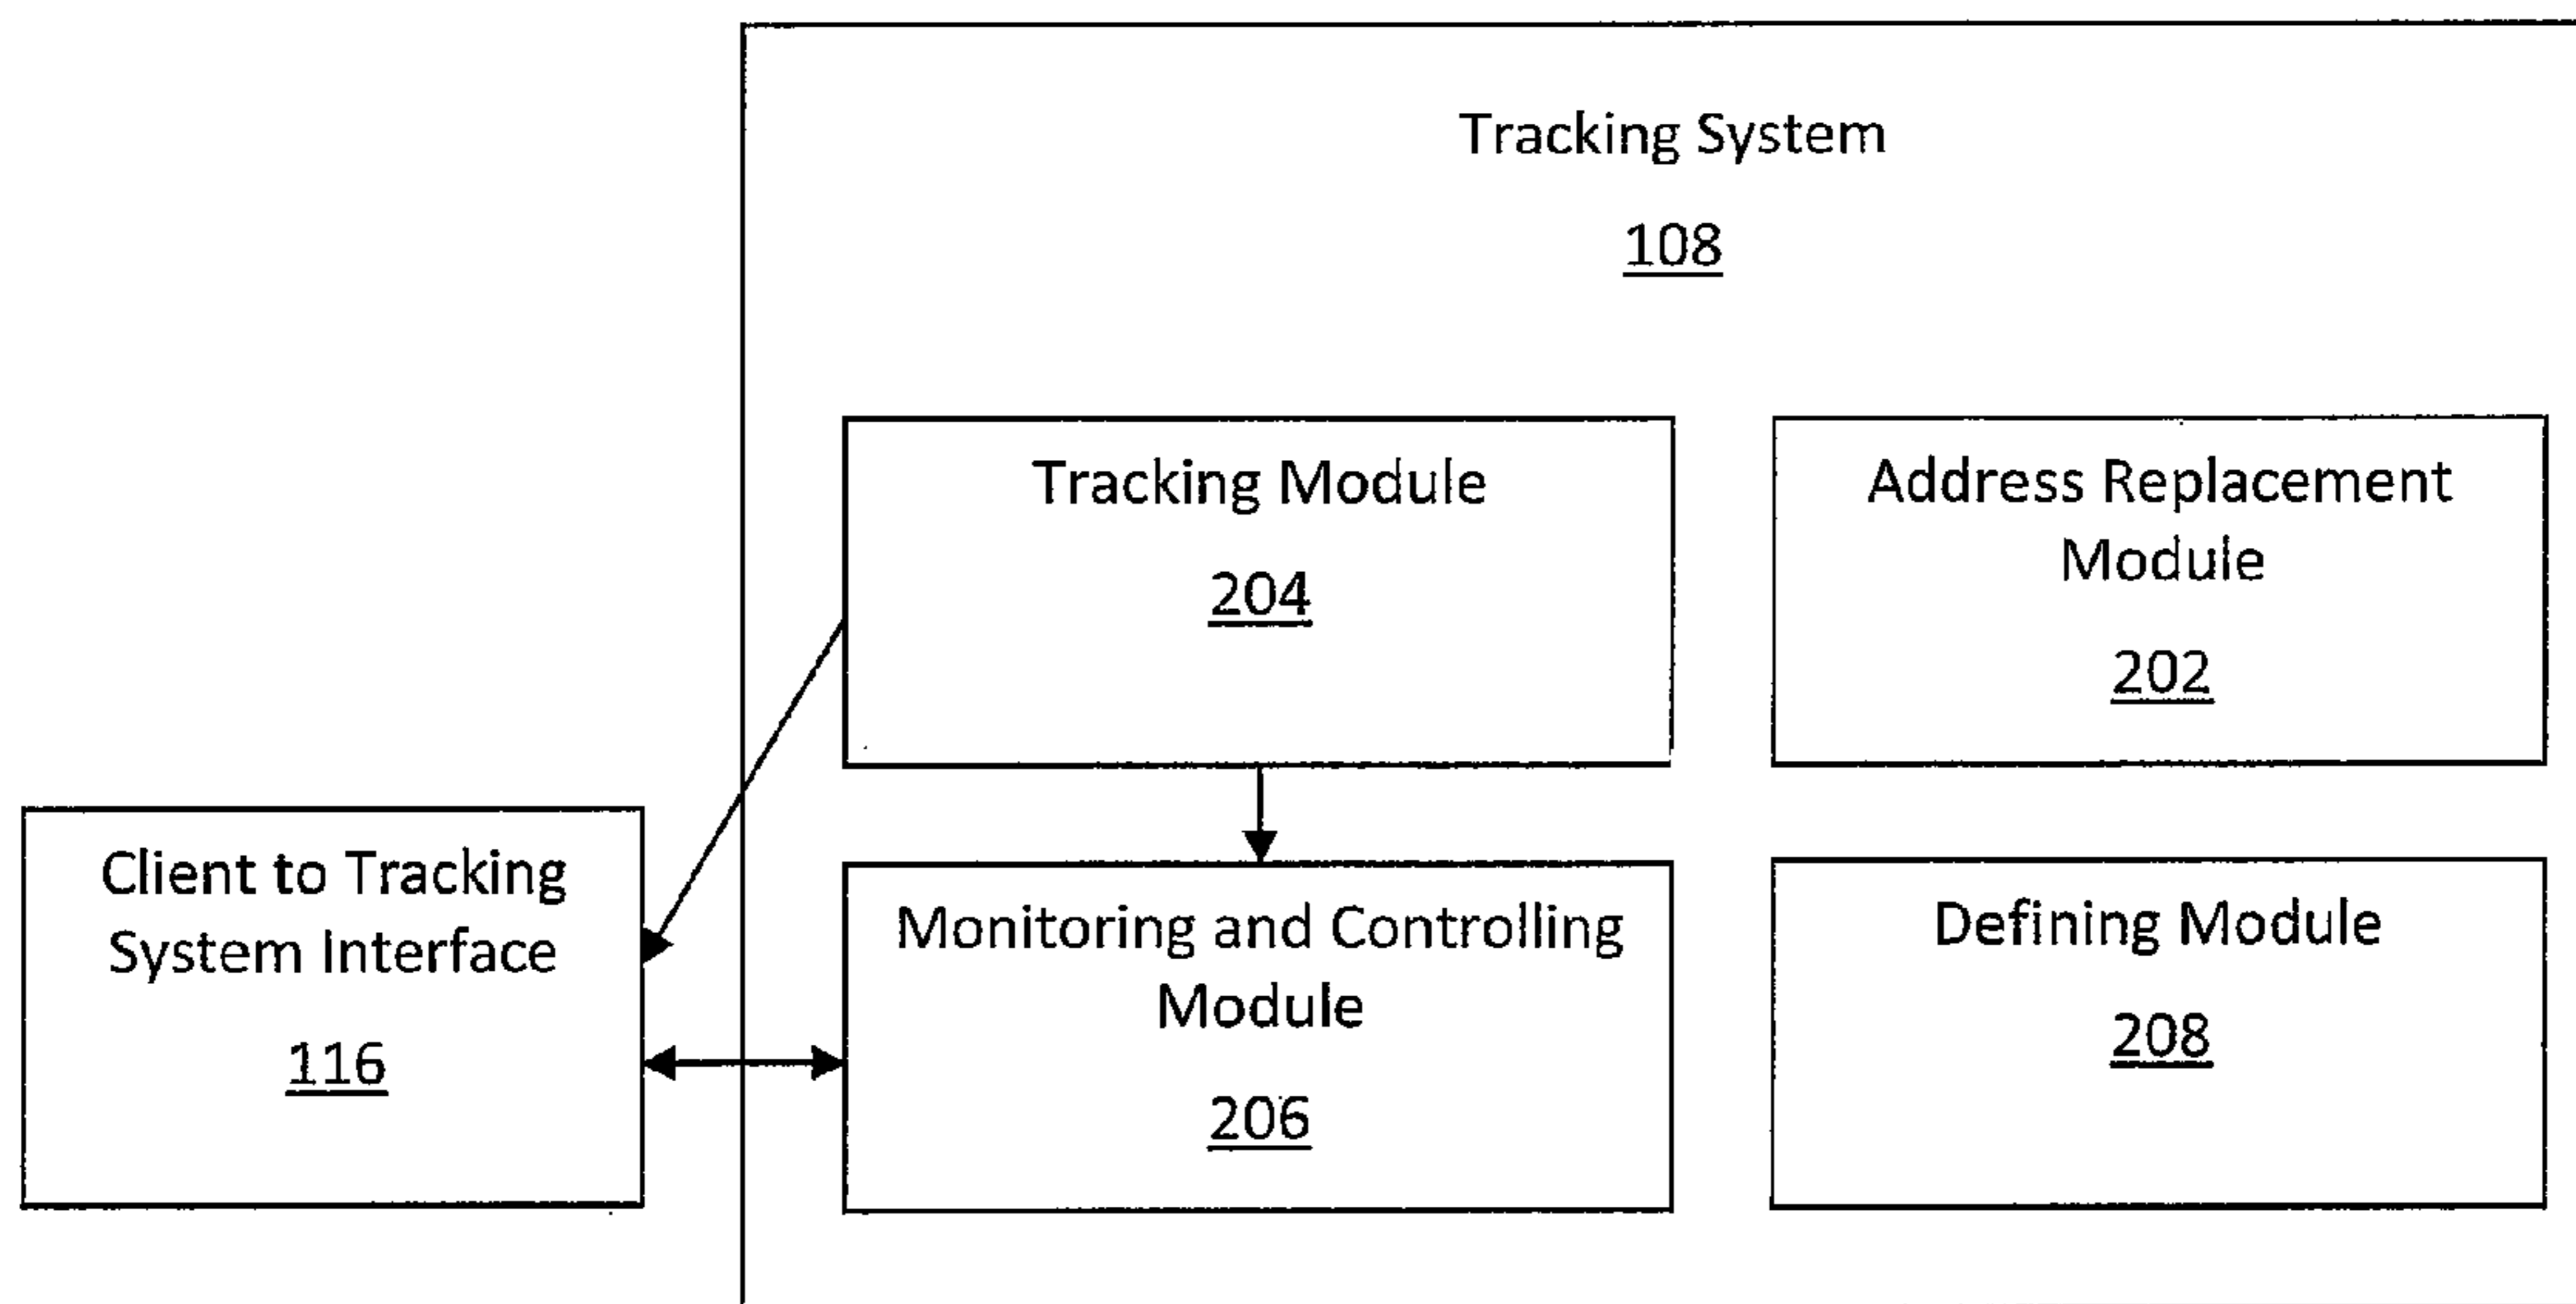 Tracking System
108
Tracking Module
204
Address Replacement
Module
202
Client to Tracking
System Interface
116
Monitoring and Controlling
Module
206
Defining Module
208